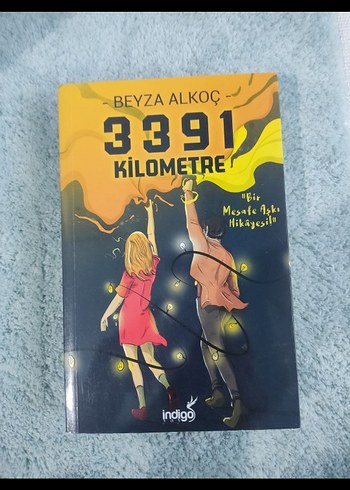 - BEYZA ALKOÇ -
3391
KİLOMETRE
"Bir
Mesafe Aşkı
Hikâyesi!"
indigo